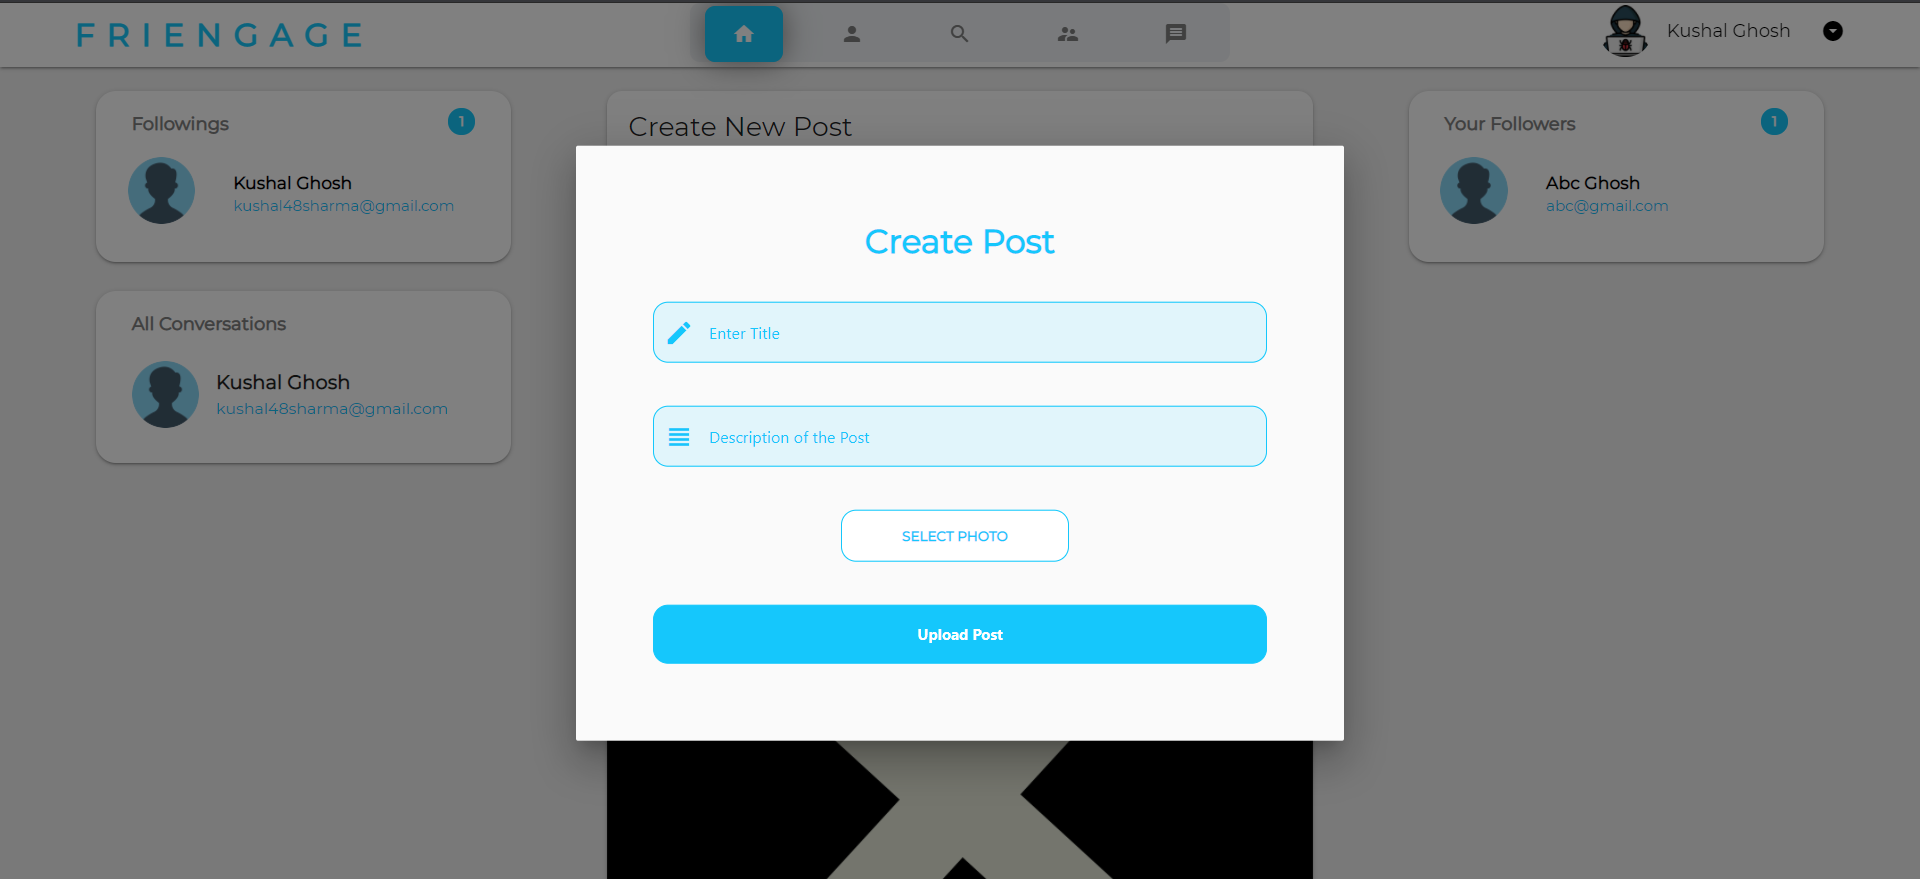 FRIENGAGE
Kushal Ghosh
Followings
1
Kushal Ghosh
kushal48sharma@gmail.com
All Conversations
Kushal Ghosh
kushal48sharma@gmail.com
Create New Post
Create Post
Enter Title
Description of the Post
SELECT PHOTO
Upload Post
Your Followers
1
Abc Ghosh
abc@gmail.com